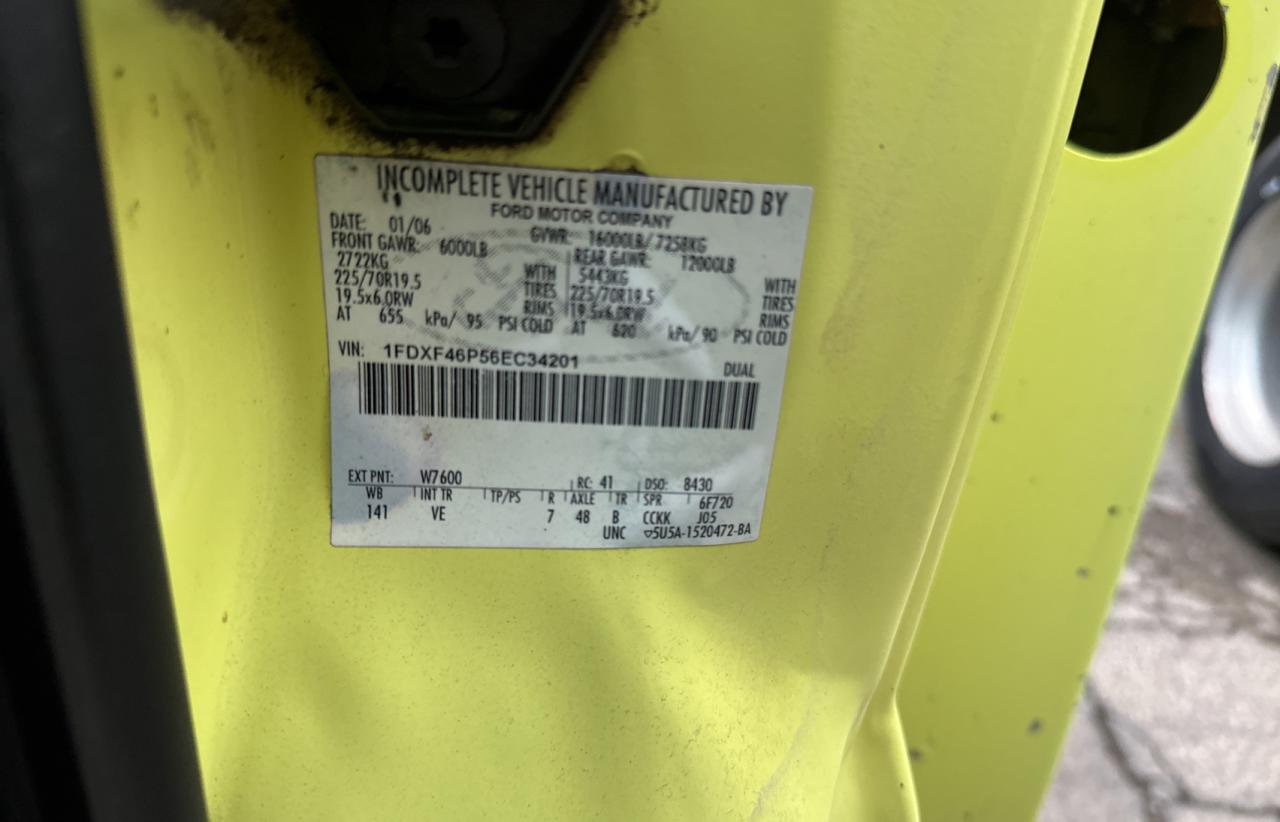 INCOMPLETE VEHICLE MANUFACTURED BY
FORD MOTOR COMPANY
DATE: 01/06 GVWR: 16000LB/ 7258KG
FRONT GAWR: 6000LB REAR GAWR: 12000LB
2722KG WITH 5443KG WITH
225/70R19.5 TIRES 225/70R19.5 TIRES
19.5x6.0RW RIMS 19.5x6.0RW RIMS
AT 655 kPa/ 95 PSI COLD AT 620 kPa/ 90 PSI COLD
VIN: 1FDXF46P56EC34201 DUAL
EXT PNT: W7600 RC: 41 DSO: 8430
WB INT TR TP/PS R AXLE TR SPR 6F720
141 VE 7 48 B CCKK J05
UNC ▽5U5A-1520472-BA